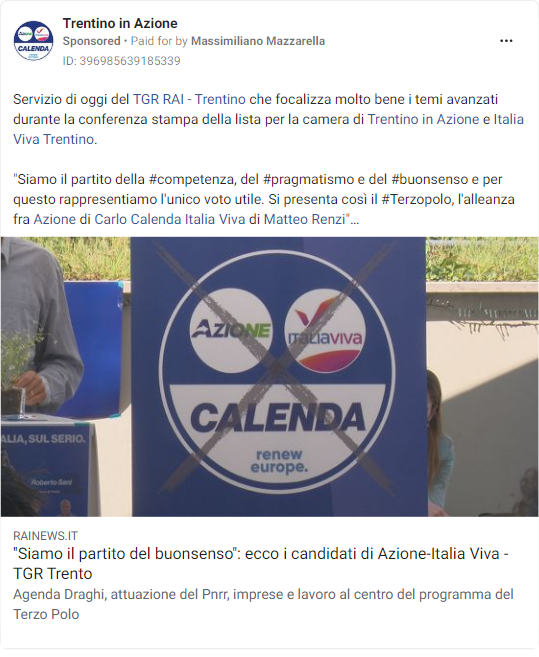 Trentino in Azione
Sponsored • Paid for by Massimiliano Mazzarella
ID: 396985639185339
Servizio di oggi del TGR RAI - Trentino che focalizza molto bene i temi avanzati
durante la conferenza stampa della lista per la camera di Trentino in Azione e Italia
Viva Trentino.
"Siamo il partito della #competenza, del #pragmatismo e del #buonsenso e per
questo rappresentiamo l'unico voto utile. Si presenta così il #Terzopolo, l'alleanza
fra Azione di Carlo Calenda Italia Viva di Matteo Renzi"...
AZIONE
ITALIAVIVA
CALENDA
renew
europe.
ALIA, SUL SERIO.
Roberto Sani
RAINEWS.IT
"Siamo il partito del buonsenso": ecco i candidati di Azione-Italia Viva -
TGR Trento
Agenda Draghi, attuazione del Pnrr, imprese e lavoro al centro del programma del
Terzo Polo